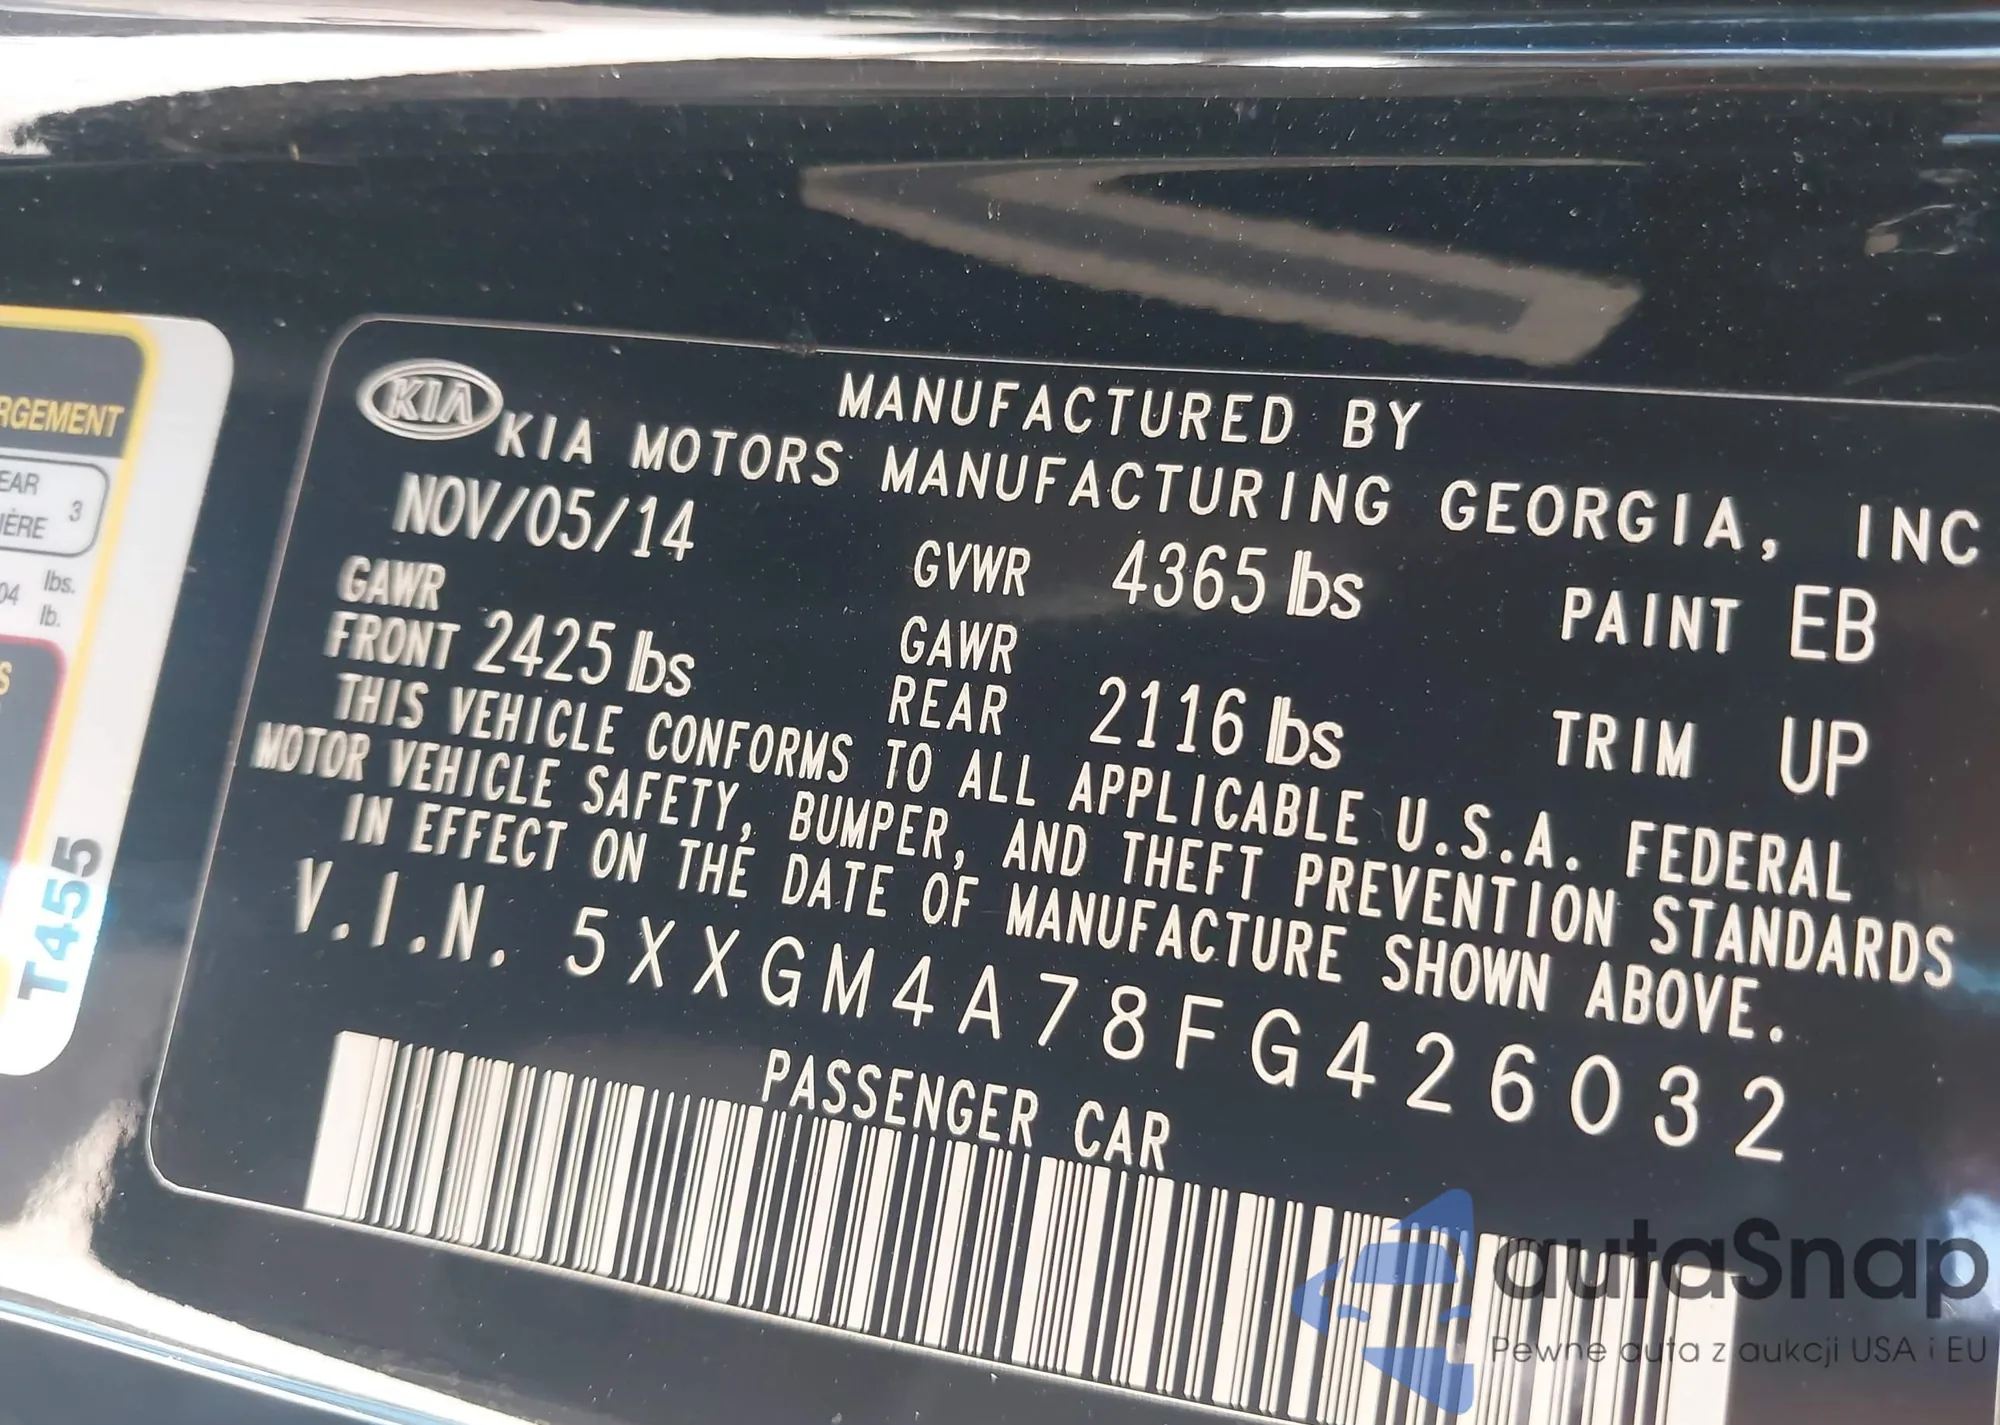 RGEMENT
EAR
IÈRE 3
04 lbs.
lb.
S
T455
KIA
MANUFACTURED BY
KIA MOTORS MANUFACTURING GEORGIA, INC
NOV/05/14 GVWR 4365 lbs PAINT EB
GAWR FRONT 2425 lbs GAWR REAR 2116 lbs TRIM UP
THIS VEHICLE CONFORMS TO ALL APPLICABLE U.S.A. FEDERAL
MOTOR VEHICLE SAFETY, BUMPER, AND THEFT PREVENTION STANDARDS
IN EFFECT ON THE DATE OF MANUFACTURE SHOWN ABOVE.
V.I.N. 5XXGM4A78FG426032
PASSENGER CAR
autaSnap
Pewne auta z aukcji USA i EU